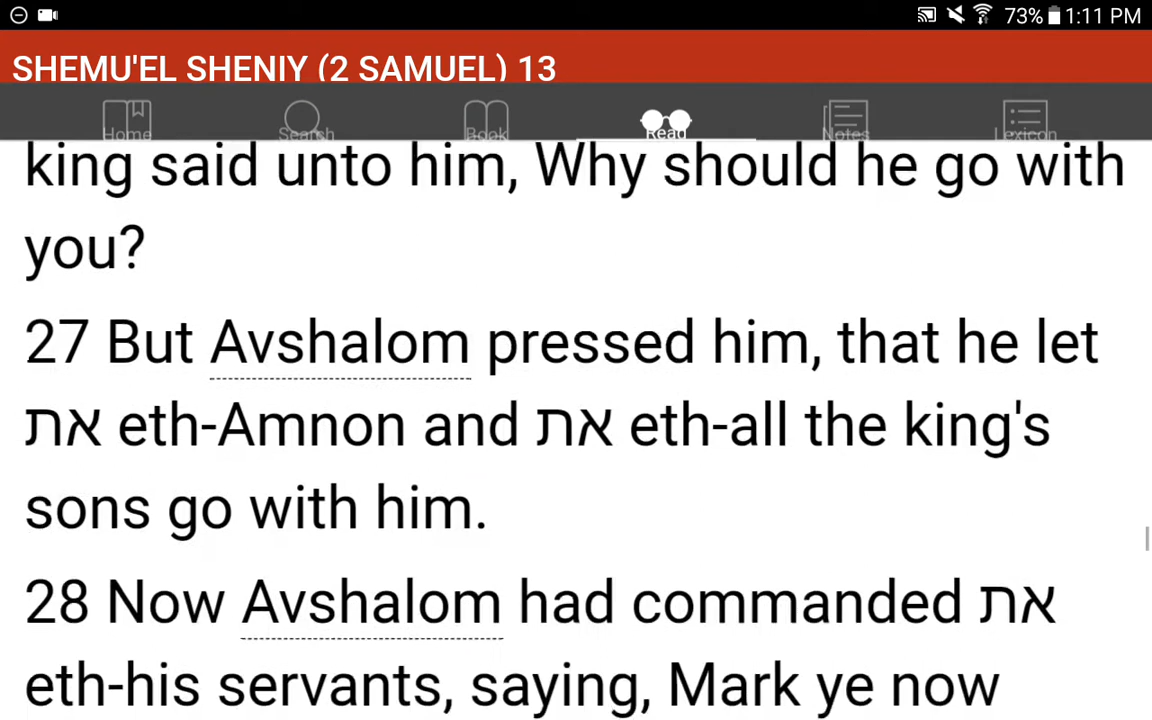 73% 1:11 PM
SHEMU'EL SHENIY (2 SAMUEL) 13
Home Search Book Read Notes Lexicon
king said unto him, Why should he go with
you?
27 But Avshalom pressed him, that he let
את eth-Amnon and את eth-all the king's
sons go with him.
28 Now Avshalom had commanded את
eth-his servants, saying, Mark ye now